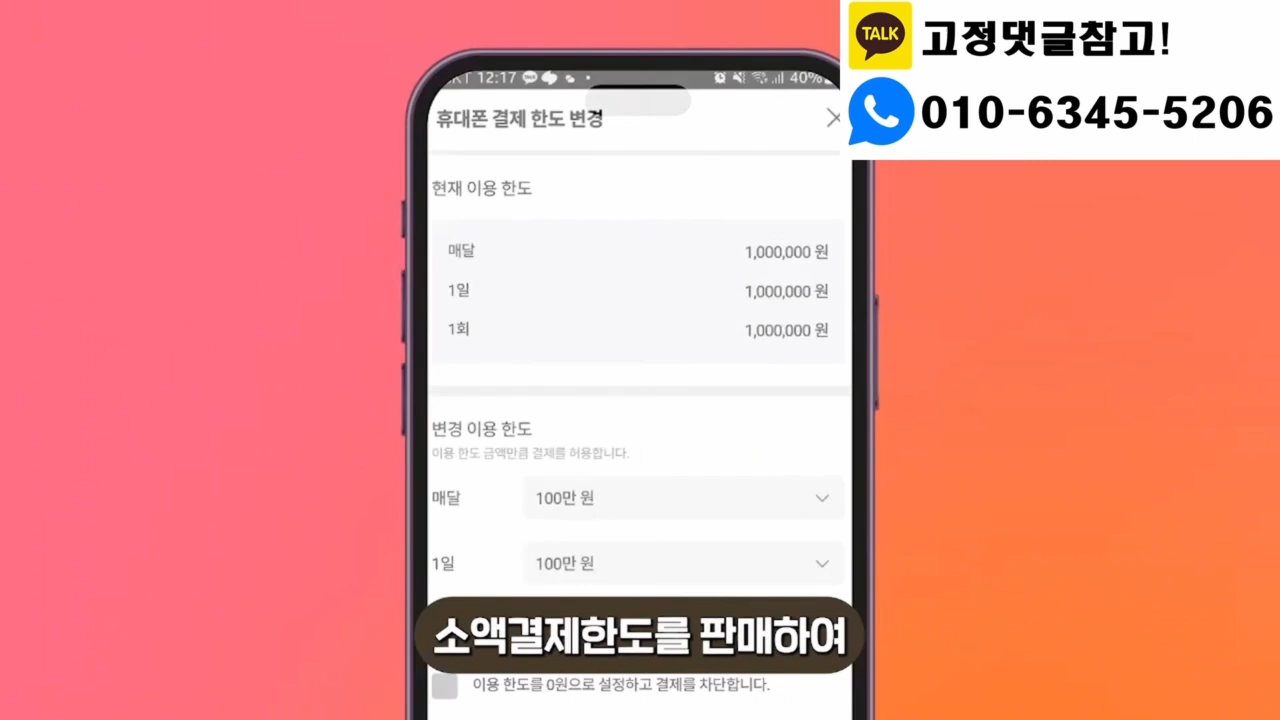 TALK
고정댓글참고!
010-6345-5206
12:17
40%
휴대폰 결제 한도 변경
현재 이용 한도
매달 1,000,000 원
1일 1,000,000 원
1회 1,000,000 원
변경 이용 한도
이용 한도 금액만큼 결제를 허용합니다.
매달 100만 원
1일 100만 원
소액결제한도를 판매하여
이용 한도를 0원으로 설정하고 결제를 차단합니다.